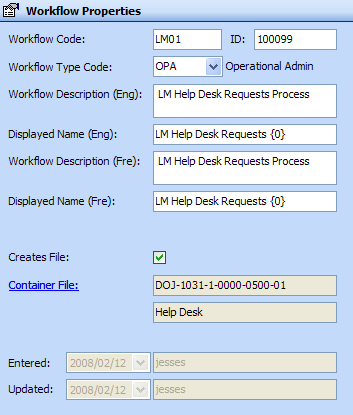 Workflow Properties
Workflow Code: LM01 ID: 100099
Workflow Type Code: OPA Operational Admin
Workflow Description (Eng): LM Help Desk Requests Process
Displayed Name (Eng): LM Help Desk Requests {0}
Workflow Description (Fre): LM Help Desk Requests Process
Displayed Name (Fre): LM Help Desk Requests {0}
Creates File:
Container File: DOJ-1031-1-0000-0500-01
Help Desk
Entered: 2008/02/12 jesses
Updated: 2008/02/12 jesses